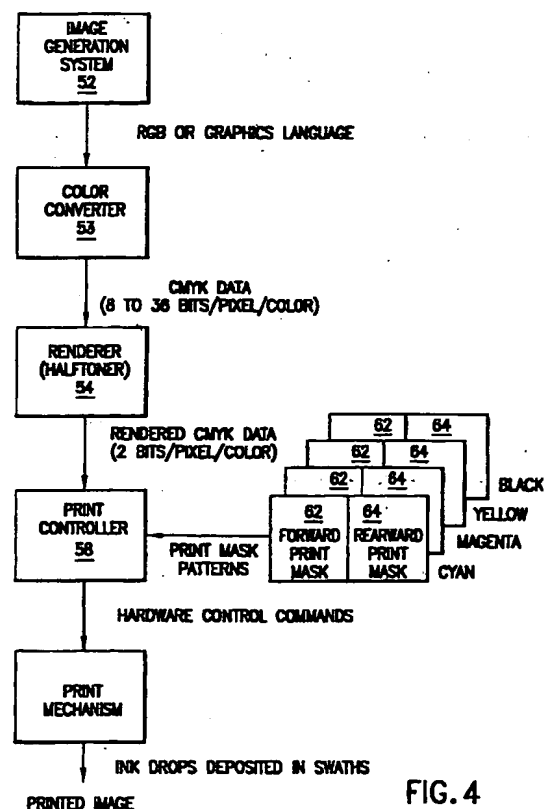 IMAGE
GENERATION
SYSTEM
52
RGB OR GRAPHICS LANGUAGE
COLOR
CONVERTER
53
CMYK DATA
(8 TO 36 BITS/PIXEL/COLOR)
RENDERER
(HALFTONER)
54
RENDERED CMYK DATA
(2 BITS/PIXEL/COLOR)
PRINT
CONTROLLER
58
PRINT MASK
PATTERNS
62 64
62 64
62 64
62 64
FORWARD REARWARD
PRINT PRINT
MASK MASK
BLACK
YELLOW
MAGENTA
CYAN
HARDWARE CONTROL COMMANDS
PRINT
MECHANISM
INK DROPS DEPOSITED IN SWATHS
PRINTED IMAGE
FIG. 4